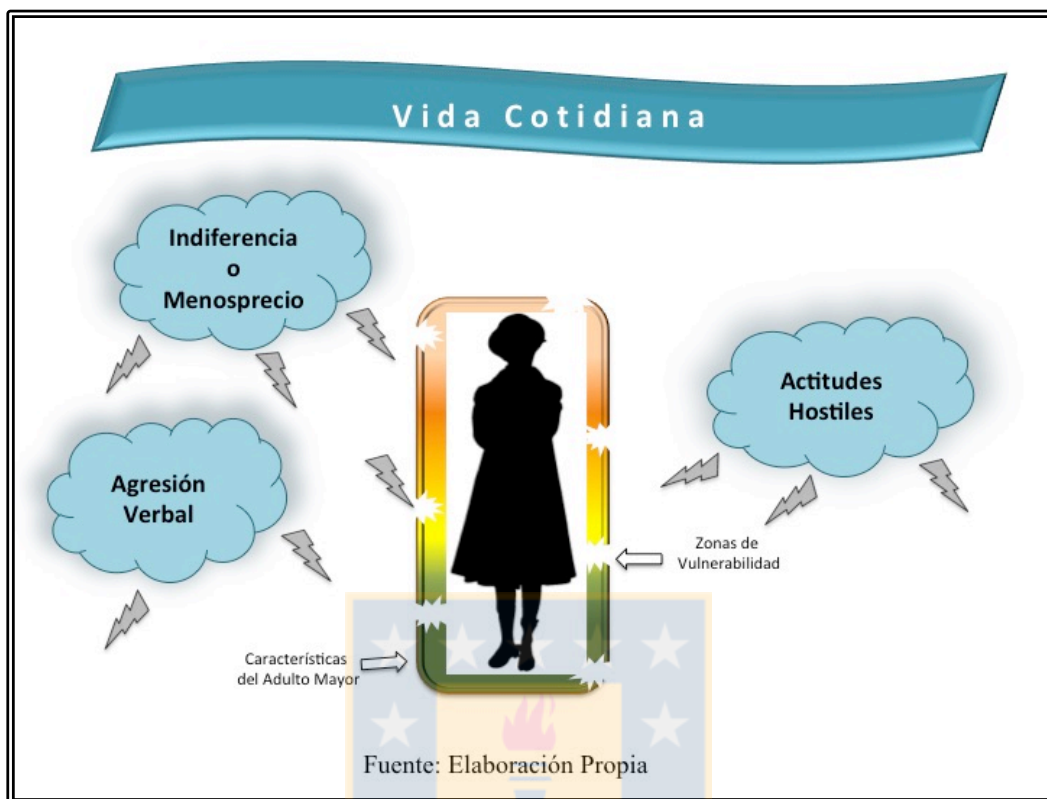 Vida Cotidiana
Indiferencia
o
Menosprecio
Actitudes
Hostiles
Agresión
Verbal
Zonas de
Vulnerabilidad
Características
del Adulto Mayor
Fuente: Elaboración Propia